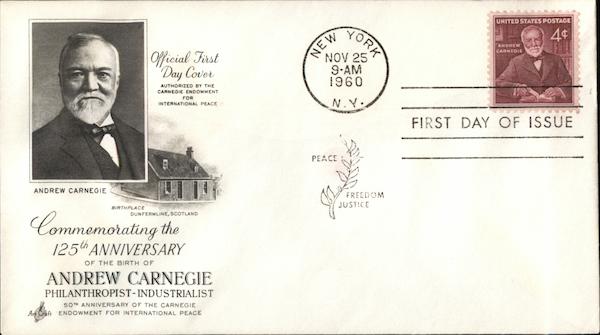 Official First
Day Cover
AUTHORIZED BY THE
CARNEGIE ENDOWMENT
FOR
INTERNATIONAL PEACE
ANDREW CARNEGIE
BIRTHPLACE
DUNFERMLINE, SCOTLAND
Commemorating the
125th ANNIVERSARY
OF THE BIRTH OF
ANDREW CARNEGIE
PHILANTHROPIST-INDUSTRIALIST
50TH ANNIVERSARY OF THE CARNEGIE
ENDOWMENT FOR INTERNATIONAL PEACE
ArtCraft
NEW YORK
NOV 25
9-AM
1960
N.Y.
PEACE
FREEDOM
JUSTICE
UNITED STATES POSTAGE
4¢
ANDREW
CARNEGIE
FIRST DAY OF ISSUE